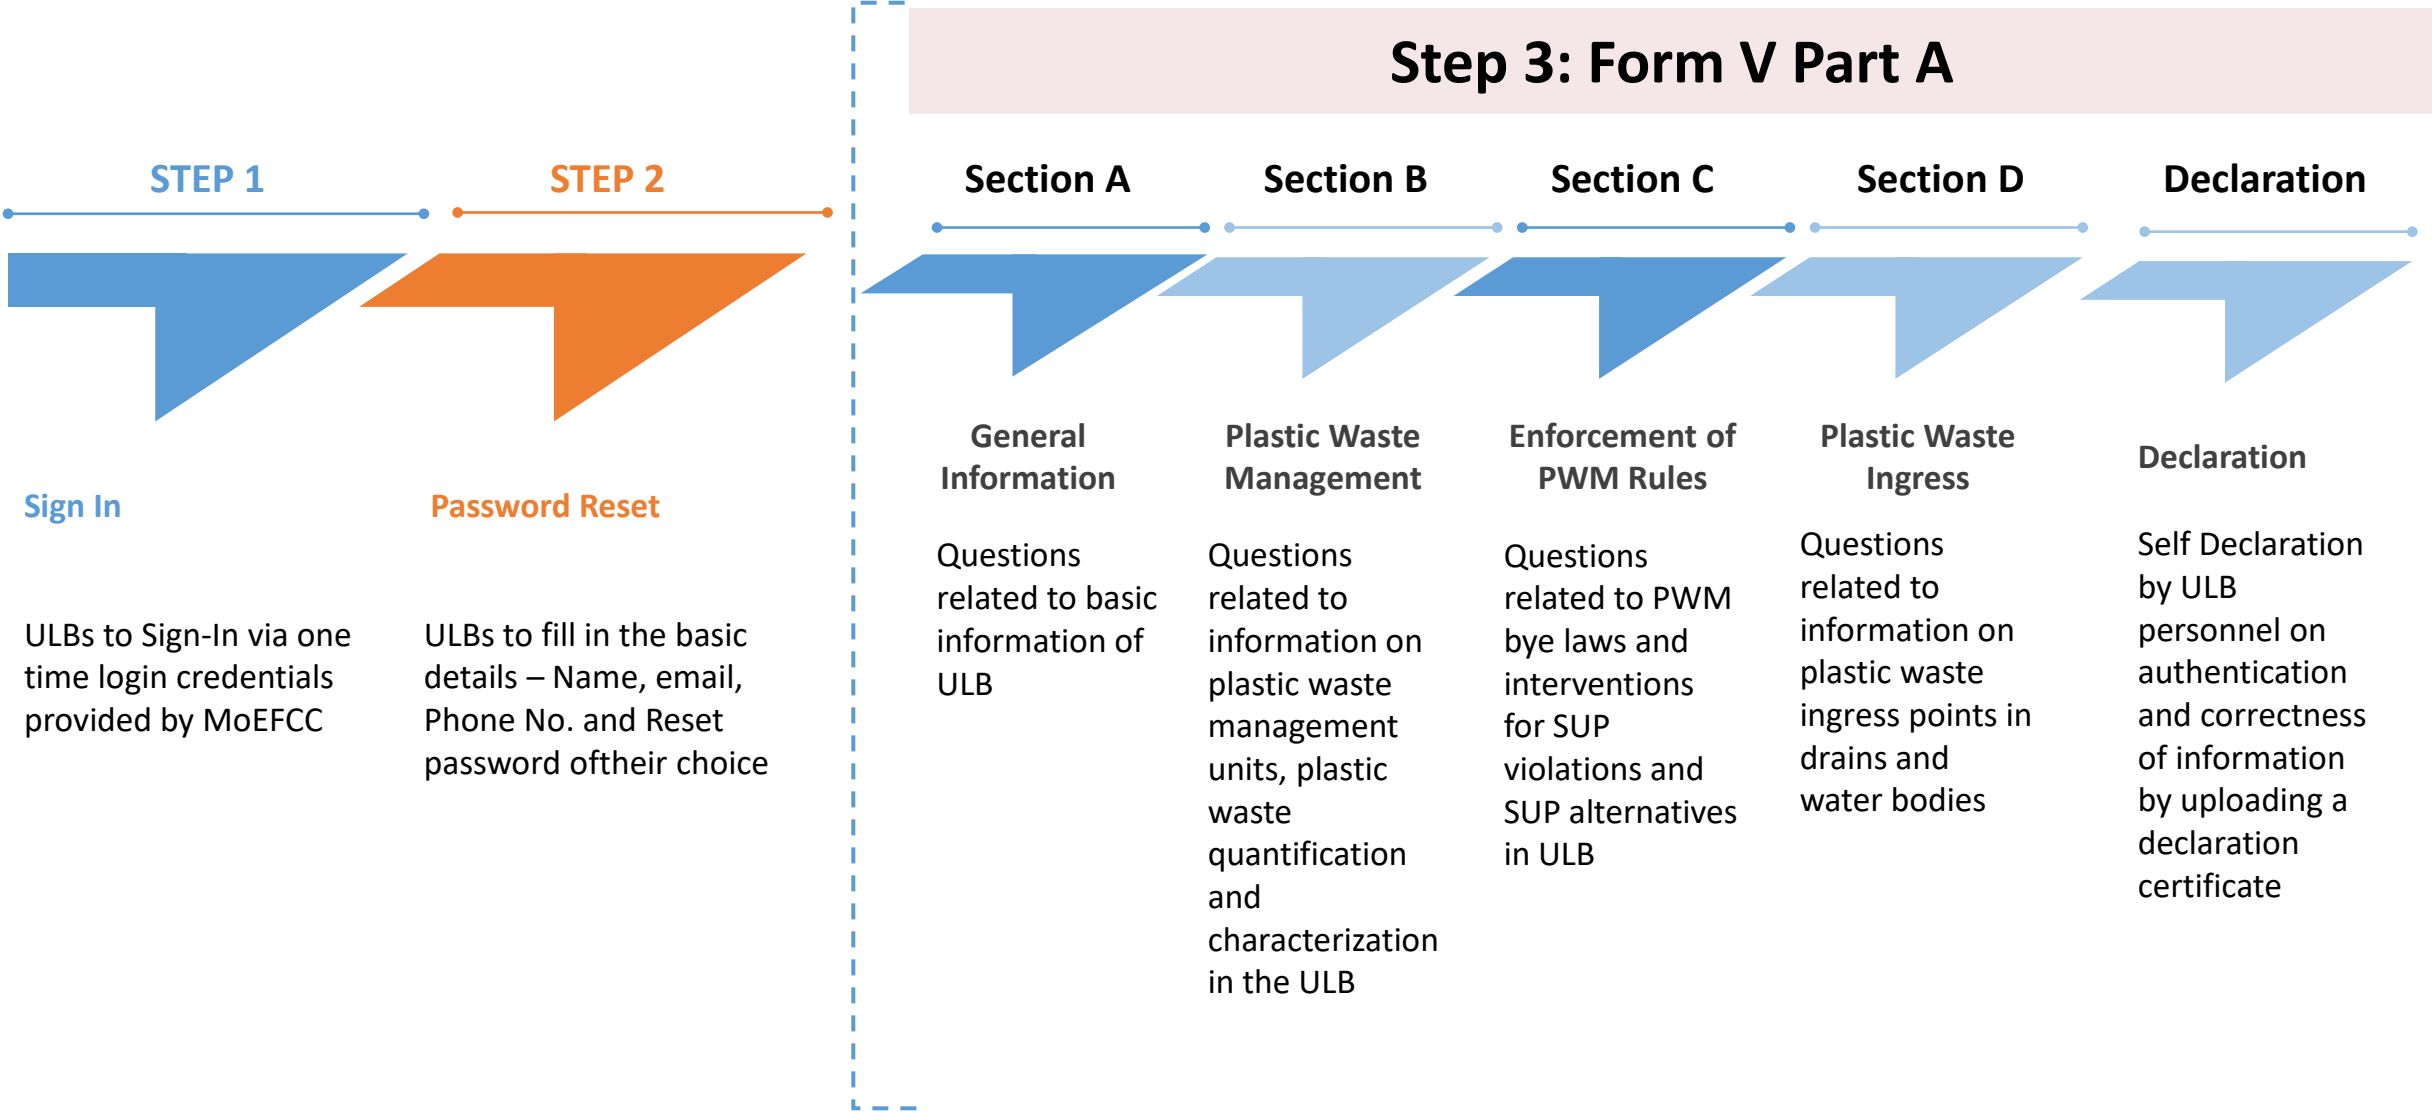 Step 3: Form V Part A
STEP 1
Sign In
ULBs to Sign-In via one
time login credentials
provided by MoEFCC
STEP 2
Password Reset
ULBs to fill in the basic
details – Name, email,
Phone No. and Reset
password oftheir choice
Section A
General
Information
Questions
related to basic
information of
ULB
Section B
Plastic Waste
Management
Questions
related to
information on
plastic waste
management
units, plastic
waste
quantification
and
characterization
in the ULB
Section C
Enforcement of
PWM Rules
Questions
related to PWM
bye laws and
interventions
for SUP
violations and
SUP alternatives
in ULB
Section D
Plastic Waste
Ingress
Questions
related to
information on
plastic waste
ingress points in
drains and
water bodies
Declaration
Declaration
Self Declaration
by ULB
personnel on
authentication
and correctness
of information
by uploading a
declaration
certificate